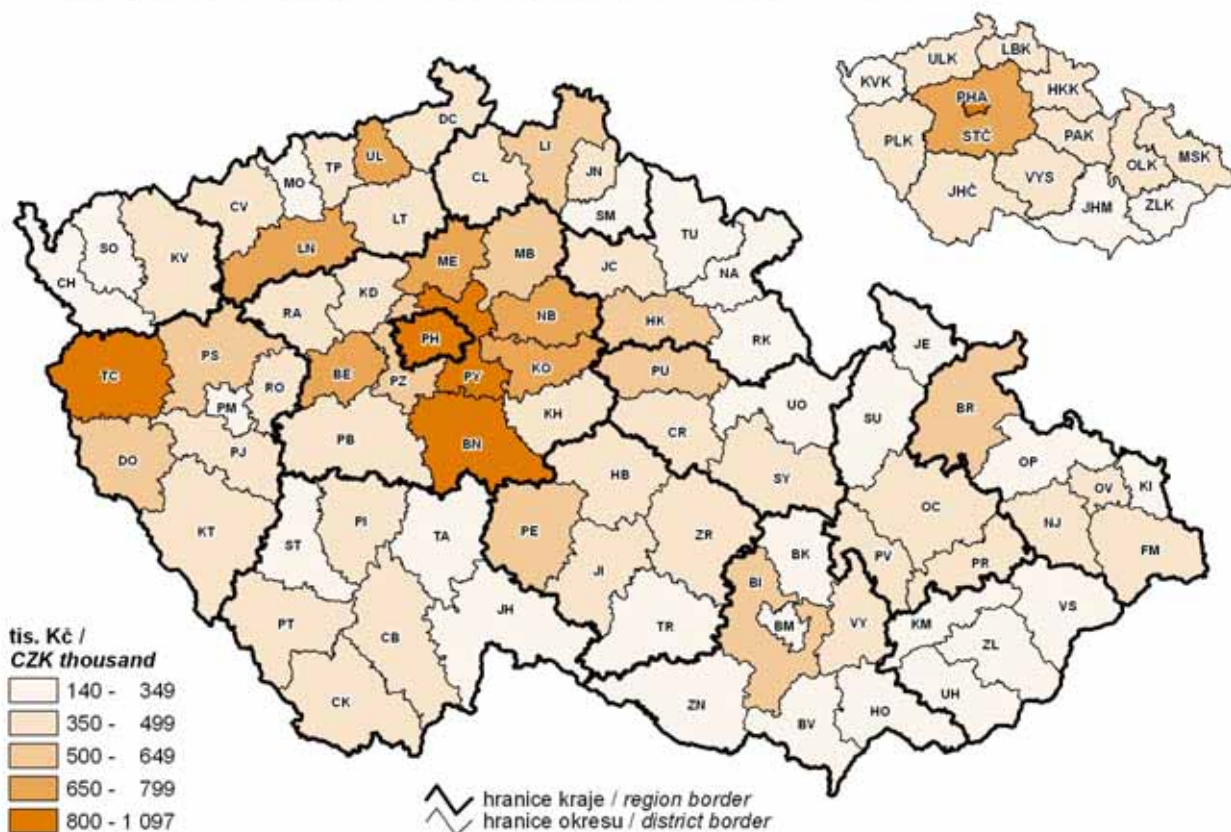 LBK
ULK
KVK
HKK
PHA
STČ
PLK
PAK
OLK
MSK
VYS
JHČ
JHM
ZLK
DC
UL
LI
TP
MO
CL
JN
CV
LT
SM
SO
KV
LN
TU
CH
ME
MB
JC
NA
KD
RA
NB
HK
PH
RK
JE
PS
TC
BE
PZ
PY
KO
PU
RO
PM
UO
SU
BR
PB
BN
KH
CR
DO
PJ
OP
SY
HB
OV
KI
OC
NJ
KT
ST
PI
TA
PE
ZR
BK
PV
PR
FM
JI
BI
PT
CB
JH
TR
BM
VY
KM
VS
ZL
UH
CK
ZN
BV
HO
tis. Kč /
CZK thousand
140 - 349
350 - 499
500 - 649
650 - 799
800 - 1 097
hranice kraje / region border
hranice okresu / district border